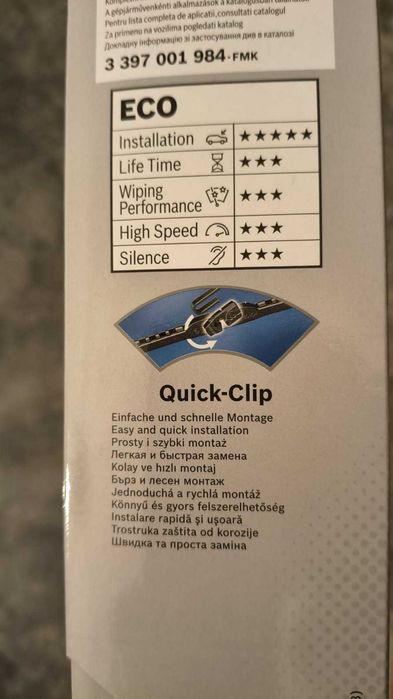 A gépjárművenkénti alkalmazások a katalógusban találhatók
Pentru lista completa de aplicatii,consultati catalogul
Za primenu na vozilima pogledati katalog
Докладну інформацію зі застосування див в каталозі
3 397 001 984-FMK
ECO
Installation ★★★★★
Life Time ★★★
Wiping
Performance ★★★
High Speed ★★★
Silence ★★★
Quick-Clip
Einfache und schnelle Montage
Easy and quick installation
Prosty i szybki montaż
Легкая и быстрая замена
Kolay ve hızlı montaj
Бърз и лесен монтаж
Jednoduchá a rychlá montáž
Könnyű és gyors felszerelhetőség
Instalare rapidă şi uşoară
Trostruka zaštita od korozije
Швидка та проста заміна